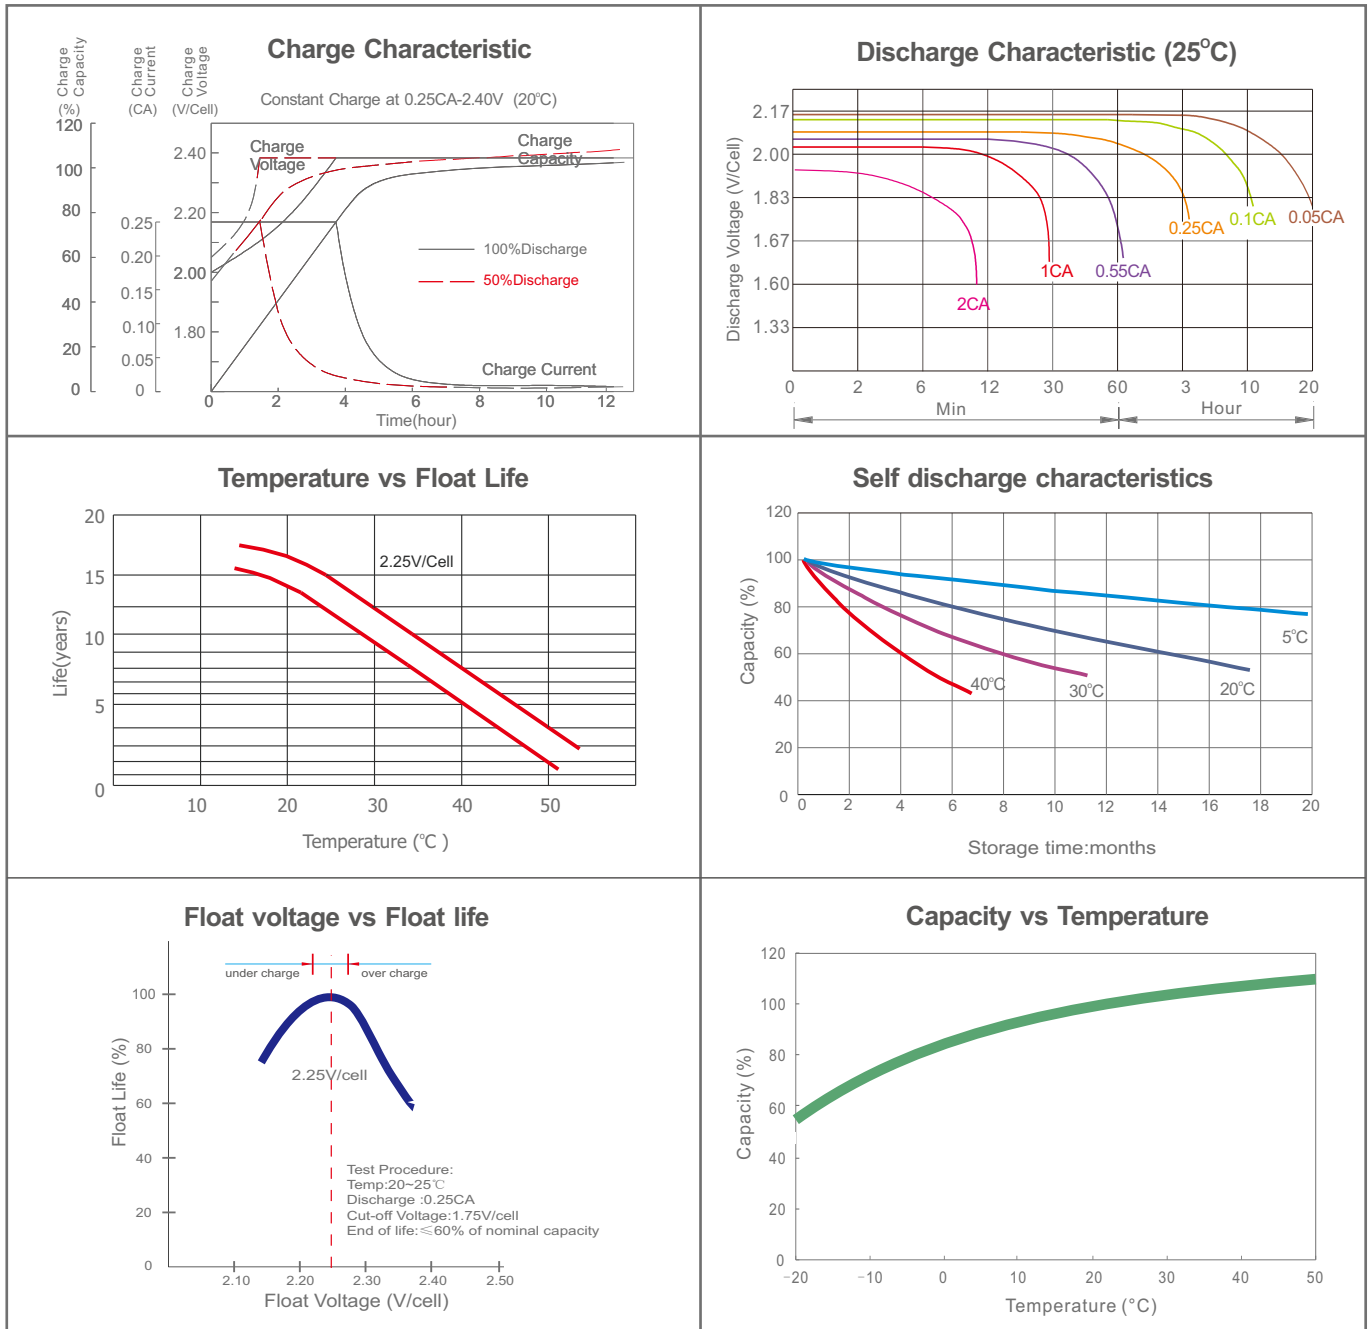 Charge Characteristic
Charge Capacity
(%)
Charge Current
(CA)
Charge Voltage
(V/Cell)
Constant Charge at 0.25CA-2.40V (20°C)
120
100
80
60
40
20
0
0.25
0.20
0.15
0.10
0.05
0
2.40
2.20
2.00
1.80
Charge
Voltage
Charge
Capacity
100%Discharge
50%Discharge
Charge Current
0 2 4 6 8 10 12
Time(hour)
Discharge Characteristic (25°C)
Discharge Voltage (V/Cell)
2.17
2.00
1.83
1.67
1.60
1.33
2CA
1CA
0.55CA
0.25CA
0.1CA
0.05CA
0 2 6 12 30 60 3 10 20
Min
Hour
Temperature vs Float Life
Life(years)
20
15
10
5
0
2.25V/Cell
10 20 30 40 50
Temperature (°C )
Self discharge characteristics
Capacity (%)
120
100
80
60
40
20
0
5°C
40°C
30°C
20°C
0 2 4 6 8 10 12 14 16 18 20
Storage time:months
Float voltage vs Float life
under charge
over charge
Float Life (%)
100
80
60
40
20
0
2.25V/cell
Test Procedure:
Temp:20~25℃
Discharge :0.25CA
Cut-off Voltage:1.75V/cell
End of life:≦60% of nominal capacity
2.10 2.20 2.30 2.40 2.50
Float Voltage (V/cell)
Capacity vs Temperature
Capacity (%)
120
100
80
60
40
20
0
−20 −10 0 10 20 30 40 50
Temperature (°C)